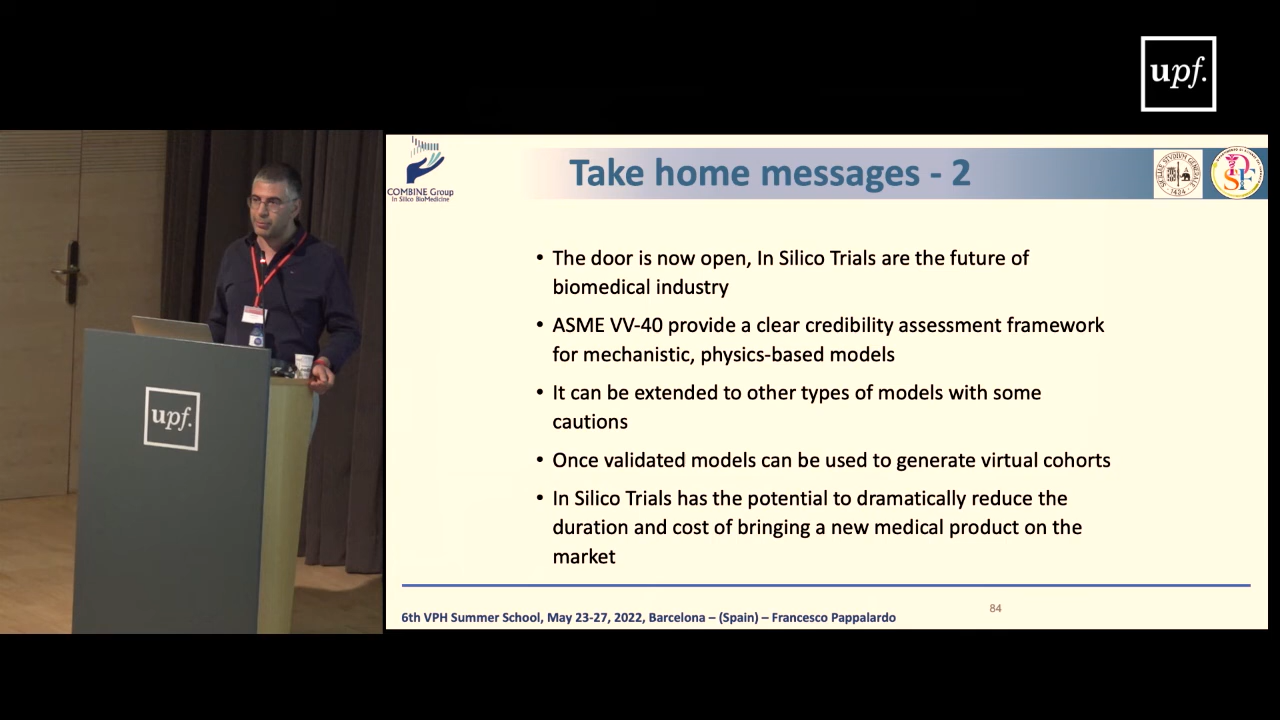 upf.
COMBINE Group
In Silico BioMedicine
Take home messages - 2
• The door is now open, In Silico Trials are the future of
biomedical industry
• ASME VV-40 provide a clear credibility assessment framework
for mechanistic, physics-based models
• It can be extended to other types of models with some
cautions
• Once validated models can be used to generate virtual cohorts
• In Silico Trials has the potential to dramatically reduce the
duration and cost of bringing a new medical product on the
market
84
6th VPH Summer School, May 23-27, 2022, Barcelona – (Spain) – Francesco Pappalardo
upf.